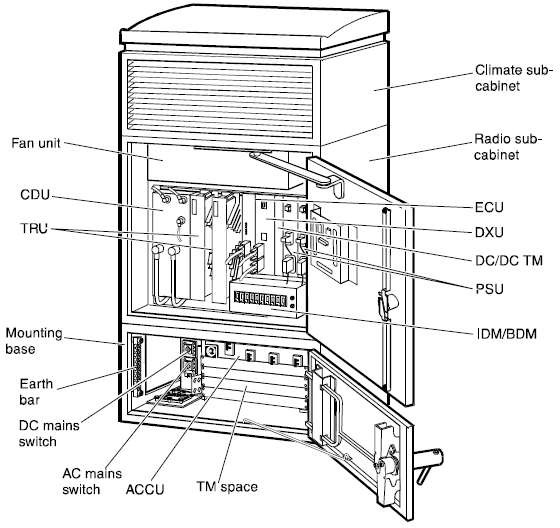 Climate sub-
cabinet
Radio sub-
cabinet
Fan unit
CDU
TRU
ECU
DXU
DC/DC TM
PSU
IDM/BDM
Mounting
base
Earth
bar
DC mains
switch
AC mains
switch
ACCU
TM space